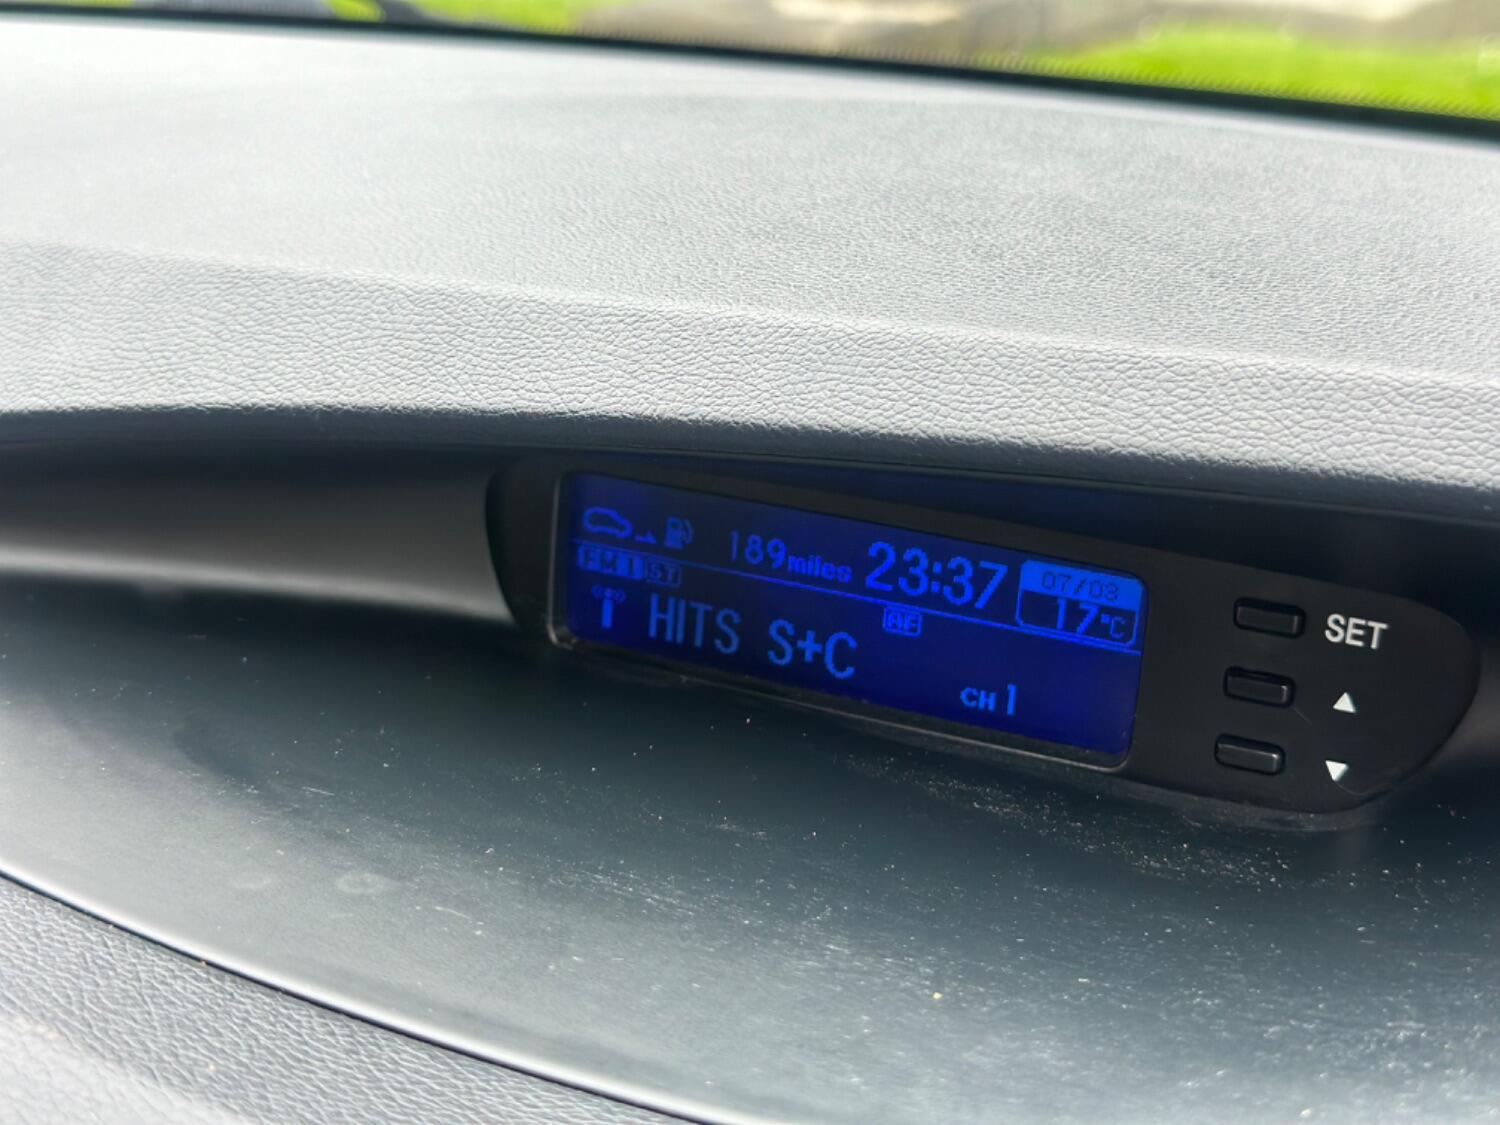 189miles 23:37 07/08
17°C
FM1 ST
HITS S+C AF
CH 1
SET